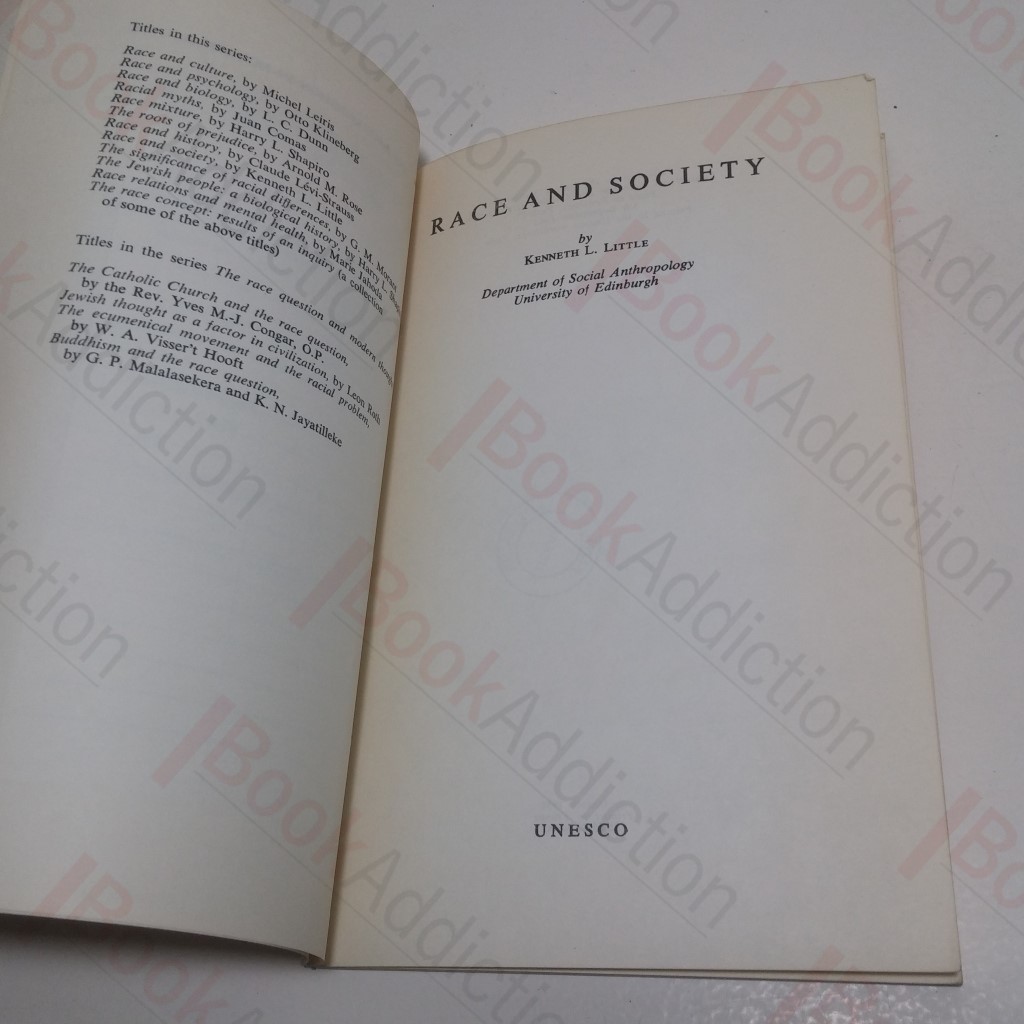 Titles in this series:
Race and culture, by Michel Leiris
Race and psychology, by Otto Klineberg
Race and biology, by L. C. Dunn
Racial myths, by Juan Comas
Race mixture, by Harry L. Shapiro
The roots of prejudice, by Arnold M. Rose
Race and history, by Claude Lévi-Strauss
Race and society, by Kenneth L. Little
The significance of racial differences, by G. M. Morant
The Jewish people: a biological history, by Harry L.
Race relations and mental health, by Marie Jahoda
The race concept: results of an inquiry (a collection
of some of the above titles)
Titles in the series The race question and modern thought
The Catholic Church and the race question,
by the Rev. Yves M.-J. Congar, O.P.
Jewish thought as a factor in civilization, by Leon Roth
The ecumenical movement and the racial problem,
by W. A. Visser't Hooft
Buddhism and the race question,
by G. P. Malalasekera and K. N. Jayatilleke
RACE AND SOCIETY
by
KENNETH L. LITTLE
Department of Social Anthropology
University of Edinburgh
UNESCO
BookAddiction